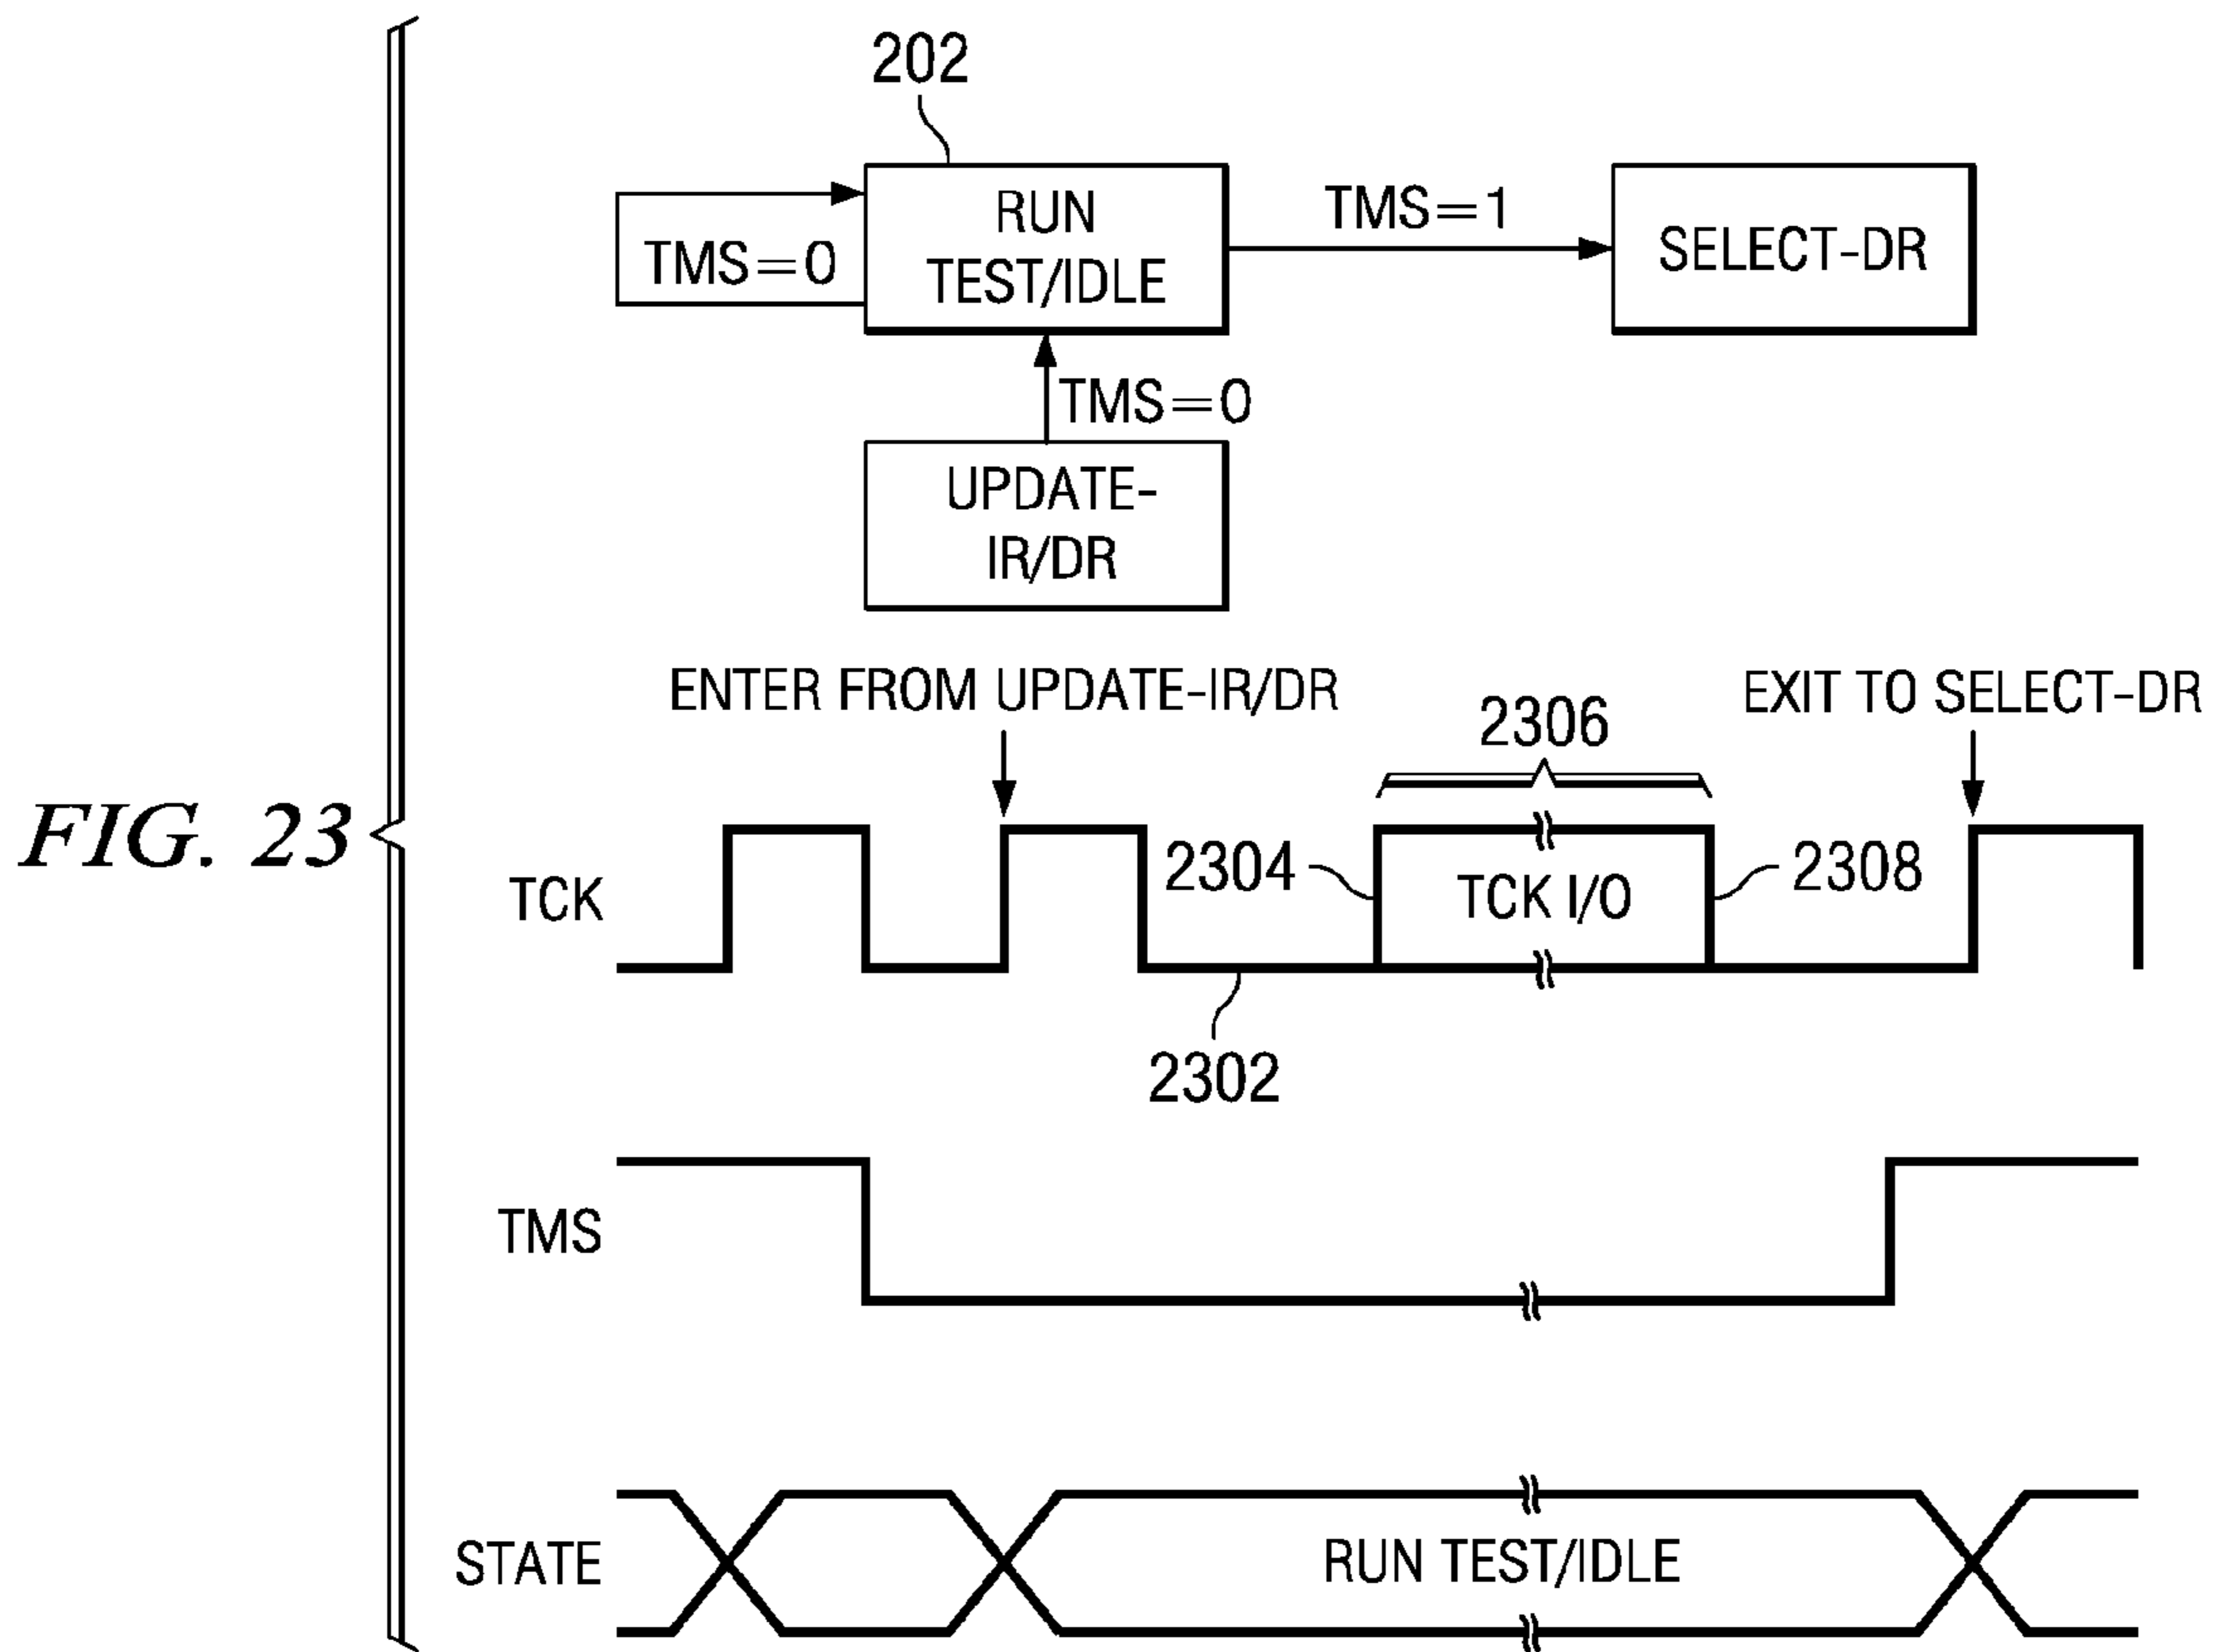 202
RUN
TEST/IDLE
TMS=0
TMS=1
SELECT-DR
TMS=0
UPDATE-
IR/DR
ENTER FROM UPDATE-IR/DR
2306
EXIT TO SELECT-DR
FIG. 23
TCK
2304
TCK I/O
2308
2302
TMS
STATE
RUN TEST/IDLE